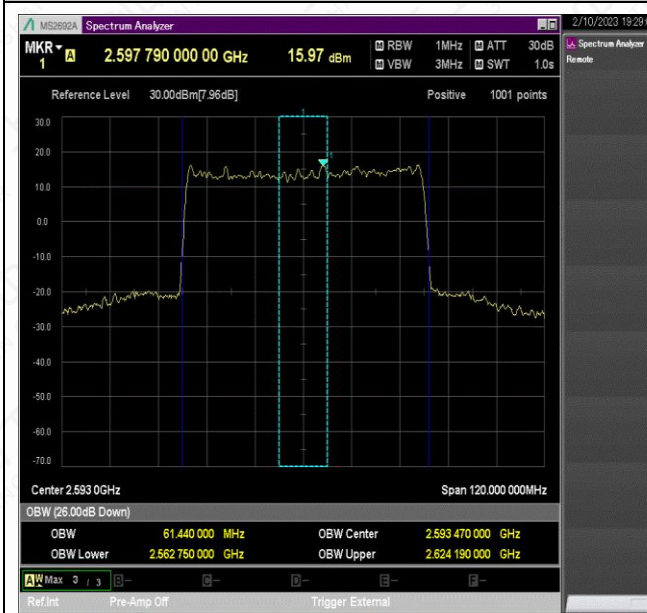 MS2692A Spectrum Analyzer
2/10/2023 19:29:
MKR 1 A 2.597 790 000 00 GHz 15.97 dBm M RBW 1MHz M ATT 30dB
M VBW 3MHz M SWT 1.0s
Spectrum Analyzer
Remote
Reference Level 30.00dBm[7.96dB] Positive 1001 points
30.0
20.0
10.0
0.0
-10.0
-20.0
-30.0
-40.0
-50.0
-60.0
-70.0
1
1
Center 2.593 0GHz Span 120.000 000MHz
OBW (26.00dB Down)
OBW 61.440 000 MHz OBW Center 2.593 470 000 GHz
OBW Lower 2.562 750 000 GHz OBW Upper 2.624 190 000 GHz
A W Max 3 / 3 B- C- D- E- F-
Ref.Int Pre-Amp Off Trigger External